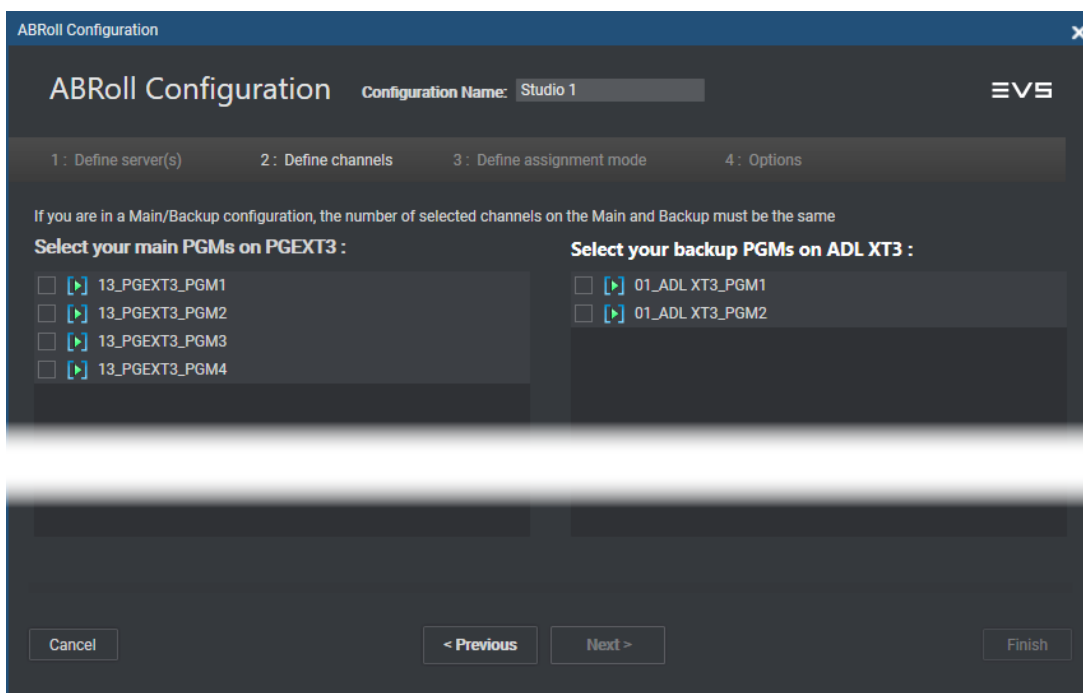 ABRoll Configuration
ABRoll Configuration Configuration Name: Studio 1 EVS
1 : Define server(s) 2 : Define channels 3 : Define assignment mode 4 : Options
If you are in a Main/Backup configuration, the number of selected channels on the Main and Backup must be the same
Select your main PGMs on PGEXT3 :
13_PGEXT3_PGM1
13_PGEXT3_PGM2
13_PGEXT3_PGM3
13_PGEXT3_PGM4
Select your backup PGMs on ADL XT3 :
01_ADL XT3_PGM1
01_ADL XT3_PGM2
Cancel < Previous Next > Finish